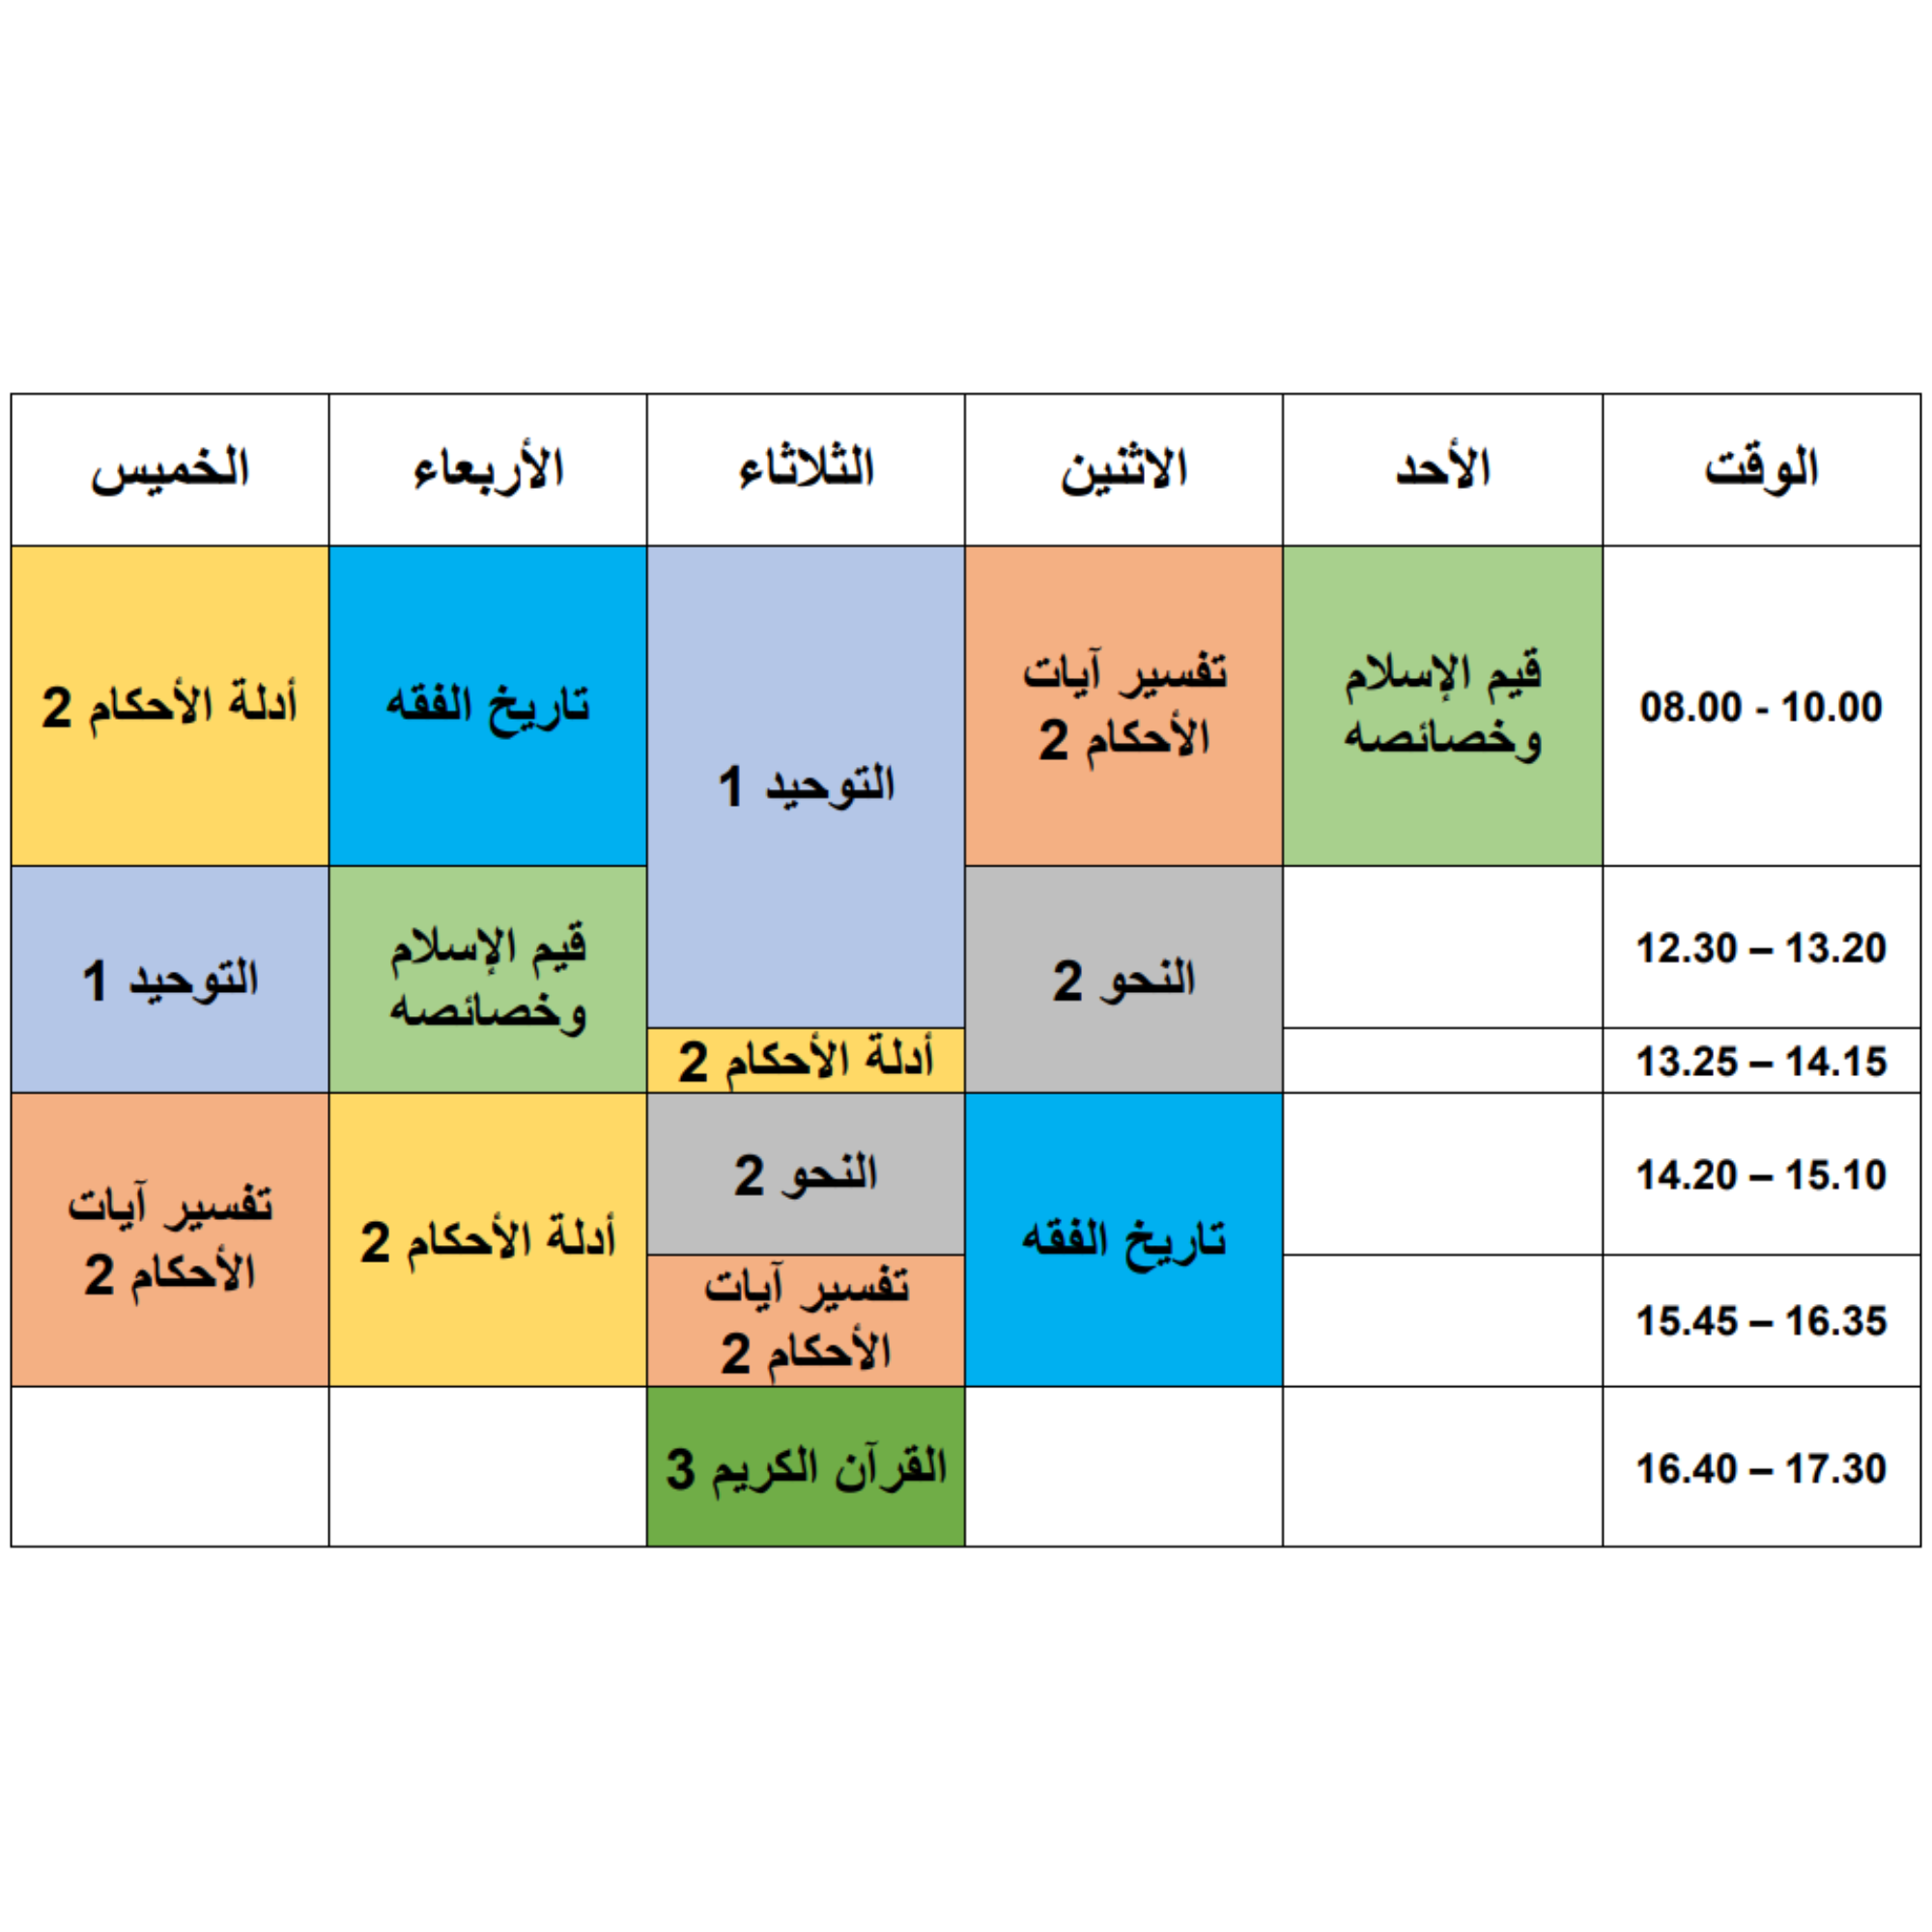 الوقت
الأحد
الاثنين
الثلاثاء
الأربعاء
الخميس
08.00 - 10.00
قيم الإسلام
وخصائصه
تفسير آيات
الأحكام 2
التوحيد 1
تاريخ الفقه
أدلة الأحكام 2
12.30 – 13.20
النحو 2
قيم الإسلام
وخصائصه
التوحيد 1
13.25 – 14.15
أدلة الأحكام 2
14.20 – 15.10
تاريخ الفقه
النحو 2
أدلة الأحكام 2
تفسير آيات
الأحكام 2
15.45 – 16.35
تفسير آيات
الأحكام 2
16.40 – 17.30
القرآن الكريم 3